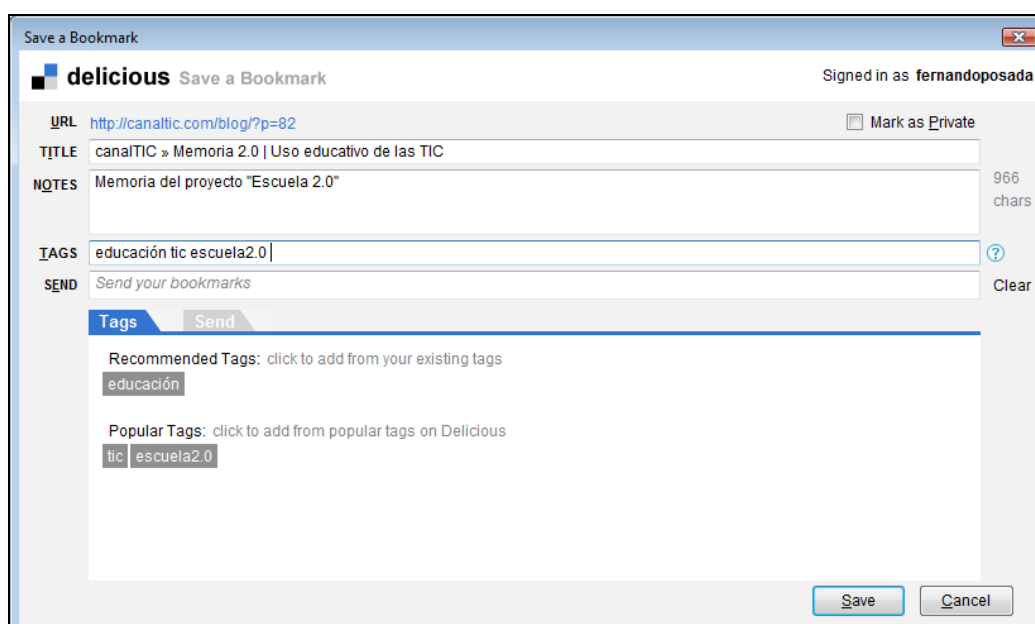 Save a Bookmark
delicious Save a Bookmark Signed in as fernandoposada
URL http://canaltic.com/blog/?p=82 Mark as Private
TITLE canalTIC » Memoria 2.0 | Uso educativo de las TIC
NOTES Memoria del proyecto "Escuela 2.0" 966
chars
TAGS educación tic escuela2.0 ?
SEND Send your bookmarks Clear
Tags Send
Recommended Tags: click to add from your existing tags
educación
Popular Tags: click to add from popular tags on Delicious
tic escuela2.0
Save Cancel